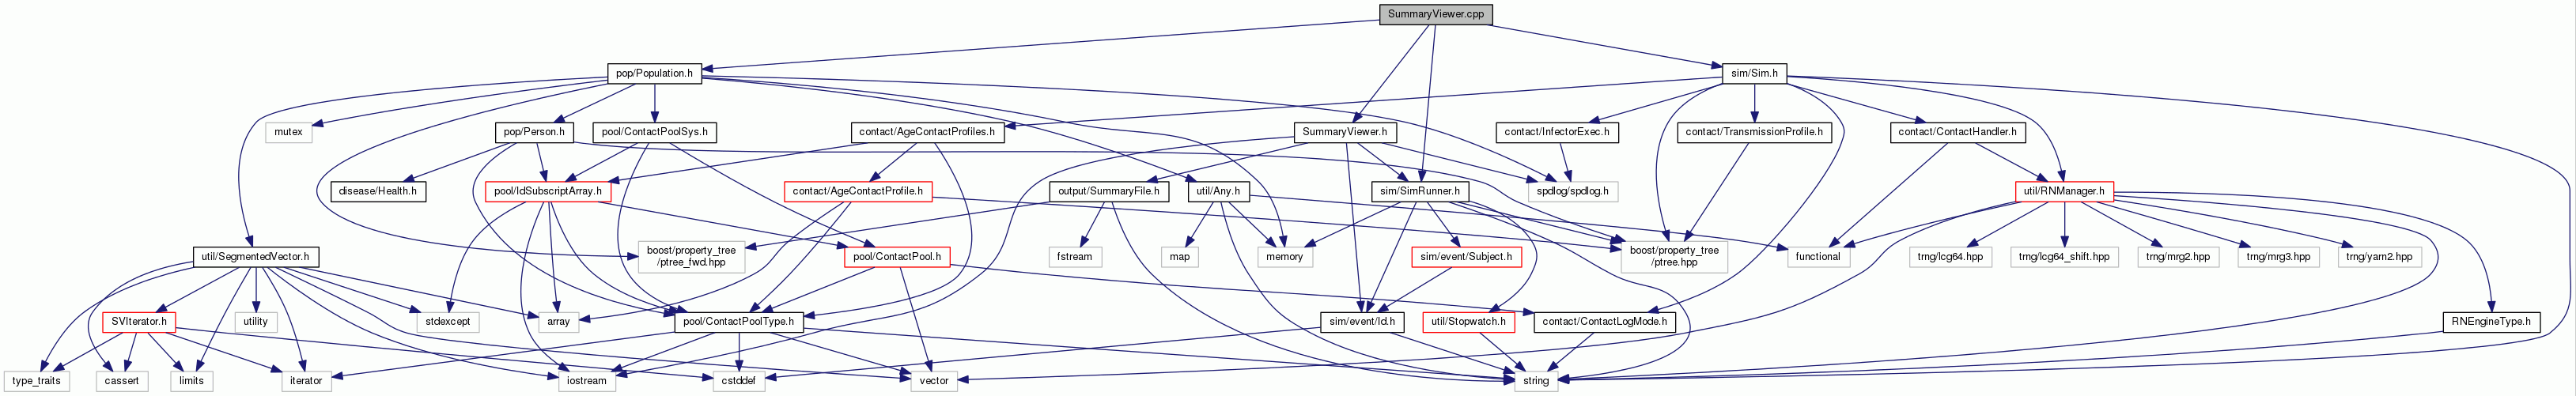 SummaryViewer.cpp
pop/Population.h
sim/Sim.h
mutex
pop/Person.h
pool/ContactPoolSys.h
contact/AgeContactProfiles.h
SummaryViewer.h
contact/InfectorExec.h
contact/TransmissionProfile.h
contact/ContactHandler.h
disease/Health.h
pool/IdSubscriptArray.h
contact/AgeContactProfile.h
output/SummaryFile.h
util/Any.h
sim/SimRunner.h
spdlog/spdlog.h
util/RNManager.h
util/SegmentedVector.h
boost/property_tree
/ptree_fwd.hpp
pool/ContactPool.h
fstream
map
memory
sim/event/Subject.h
boost/property_tree
/ptree.hpp
functional
trng/lcg64.hpp
trng/lcg64_shift.hpp
trng/mrg2.hpp
trng/mrg3.hpp
trng/yarn2.hpp
SVIterator.h
utility
stdexcept
array
pool/ContactPoolType.h
sim/event/Id.h
util/Stopwatch.h
contact/ContactLogMode.h
RNEngineType.h
type_traits
cassert
limits
iterator
iostream
cstddef
vector
string